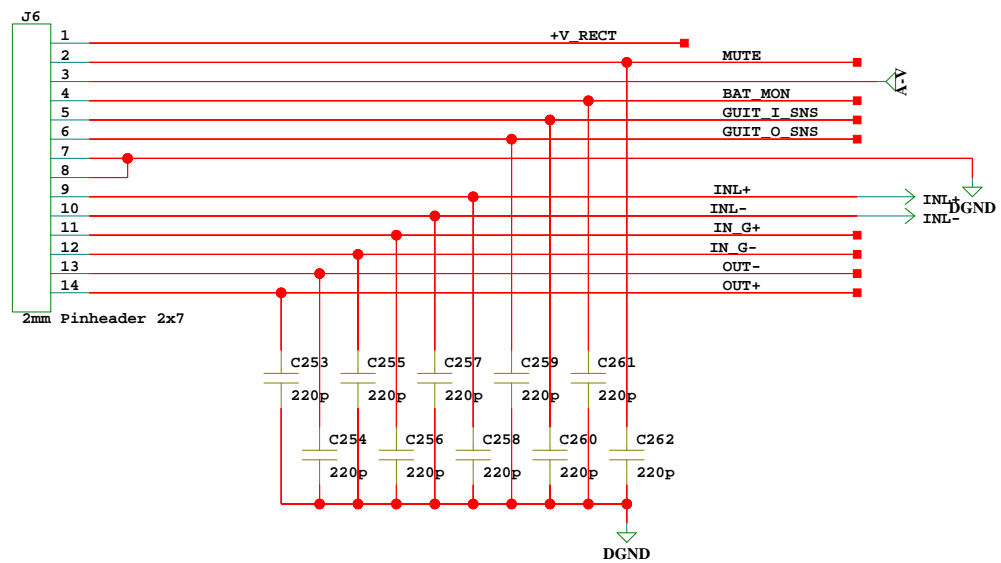 J6
1 +V_RECT
2 MUTE
3 A-V
4 BAT_MON
5 GUIT_I_SNS
6 GUIT_O_SNS
7
8
9 INL+ INL+
DGND
10 INL- INL-
11 IN_G+
12 IN_G-
13 OUT-
14 OUT+
2mm Pinheader 2x7
C253 C255 C257 C259 C261
220p 220p 220p 220p 220p
C254 C256 C258 C260 C262
220p 220p 220p 220p 220p
DGND